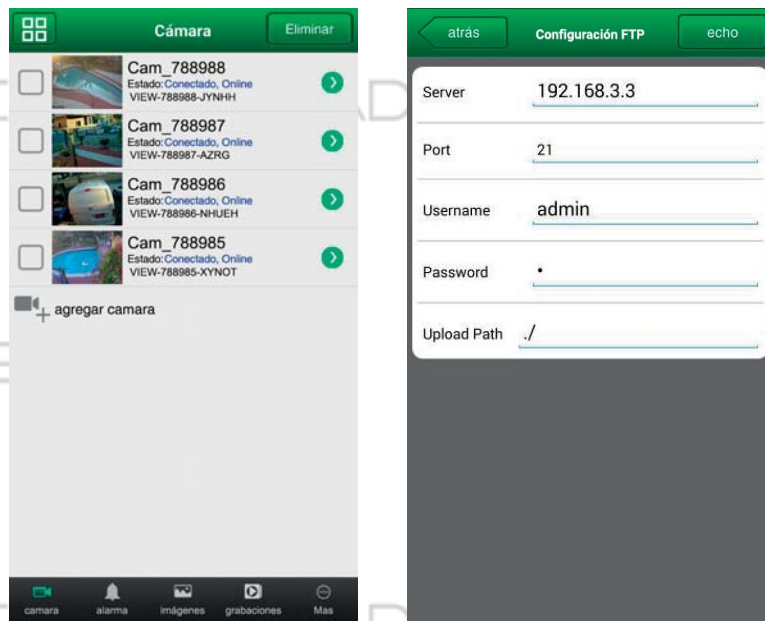 Cámara
Eliminar
Cam_788988
Estado:Conectado, Online
VIEW-788988-JYNHH
Cam_788987
Estado:Conectado, Online
VIEW-788987-AZRG
Cam_788986
Estado:Conectado, Online
VIEW-788986-NHUEH
Cam_788985
Estado:Conectado, Online
VIEW-788985-XYNOT
agregar camara
camara
alarma
imágenes
grabaciones
Mas
atrás
Configuración FTP
echo
Server 192.168.3.3
Port 21
Username admin
Password •
Upload Path ./